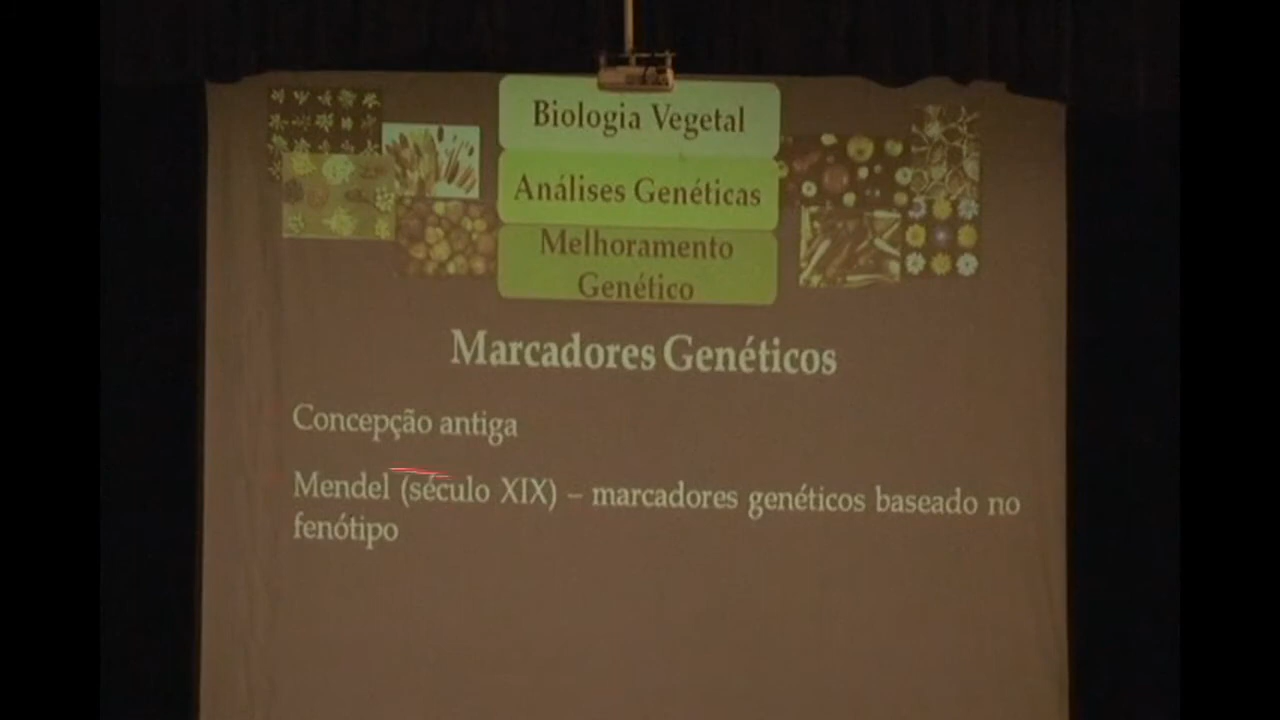 Biologia Vegetal
Análises Genéticas
Melhoramento
Genético
Marcadores Genéticos
Concepção antiga
Mendel (século XIX) – marcadores genéticos baseado no
fenótipo